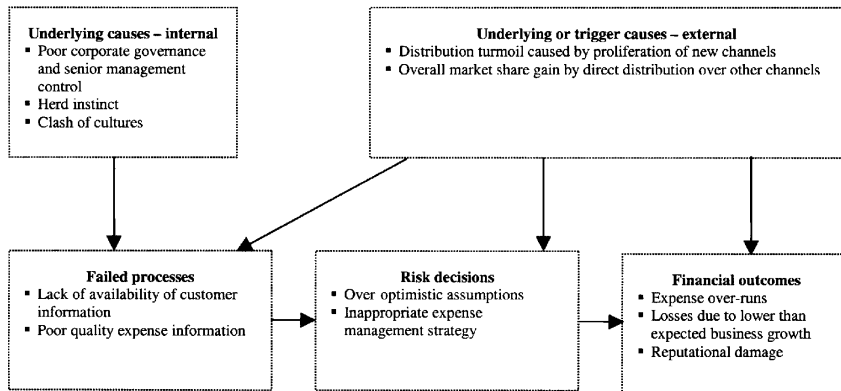 Underlying causes – internal
▪ Poor corporate governance
and senior management
control
▪ Herd instinct
▪ Clash of cultures
Underlying or trigger causes – external
▪ Distribution turmoil caused by proliferation of new channels
▪ Overall market share gain by direct distribution over other channels
Failed processes
▪ Lack of availability of customer
information
▪ Poor quality expense information
Risk decisions
▪ Over optimistic assumptions
▪ Inappropriate expense
management strategy
Financial outcomes
▪ Expense over-runs
▪ Losses due to lower than
expected business growth
▪ Reputational damage